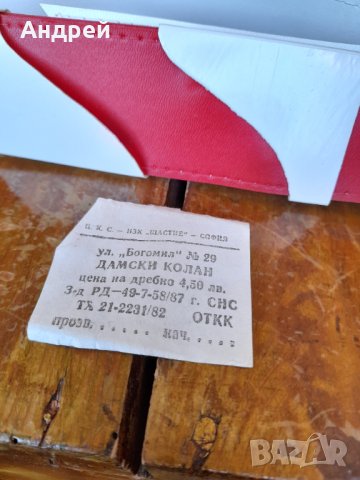 Андрей
Ц. К. С. — НЗК „ЩАСТИЕ" — СОФИЯ
ул. „Богомил" № 29
ДАМСКИ КОЛАН
цена на дребно 4,50 лв.
З-д РД—49-7-58/87 г. СНС
ТХ 21-2231/82 ОТКК
произв. . . . . . кач. . . . . .
BAZAR